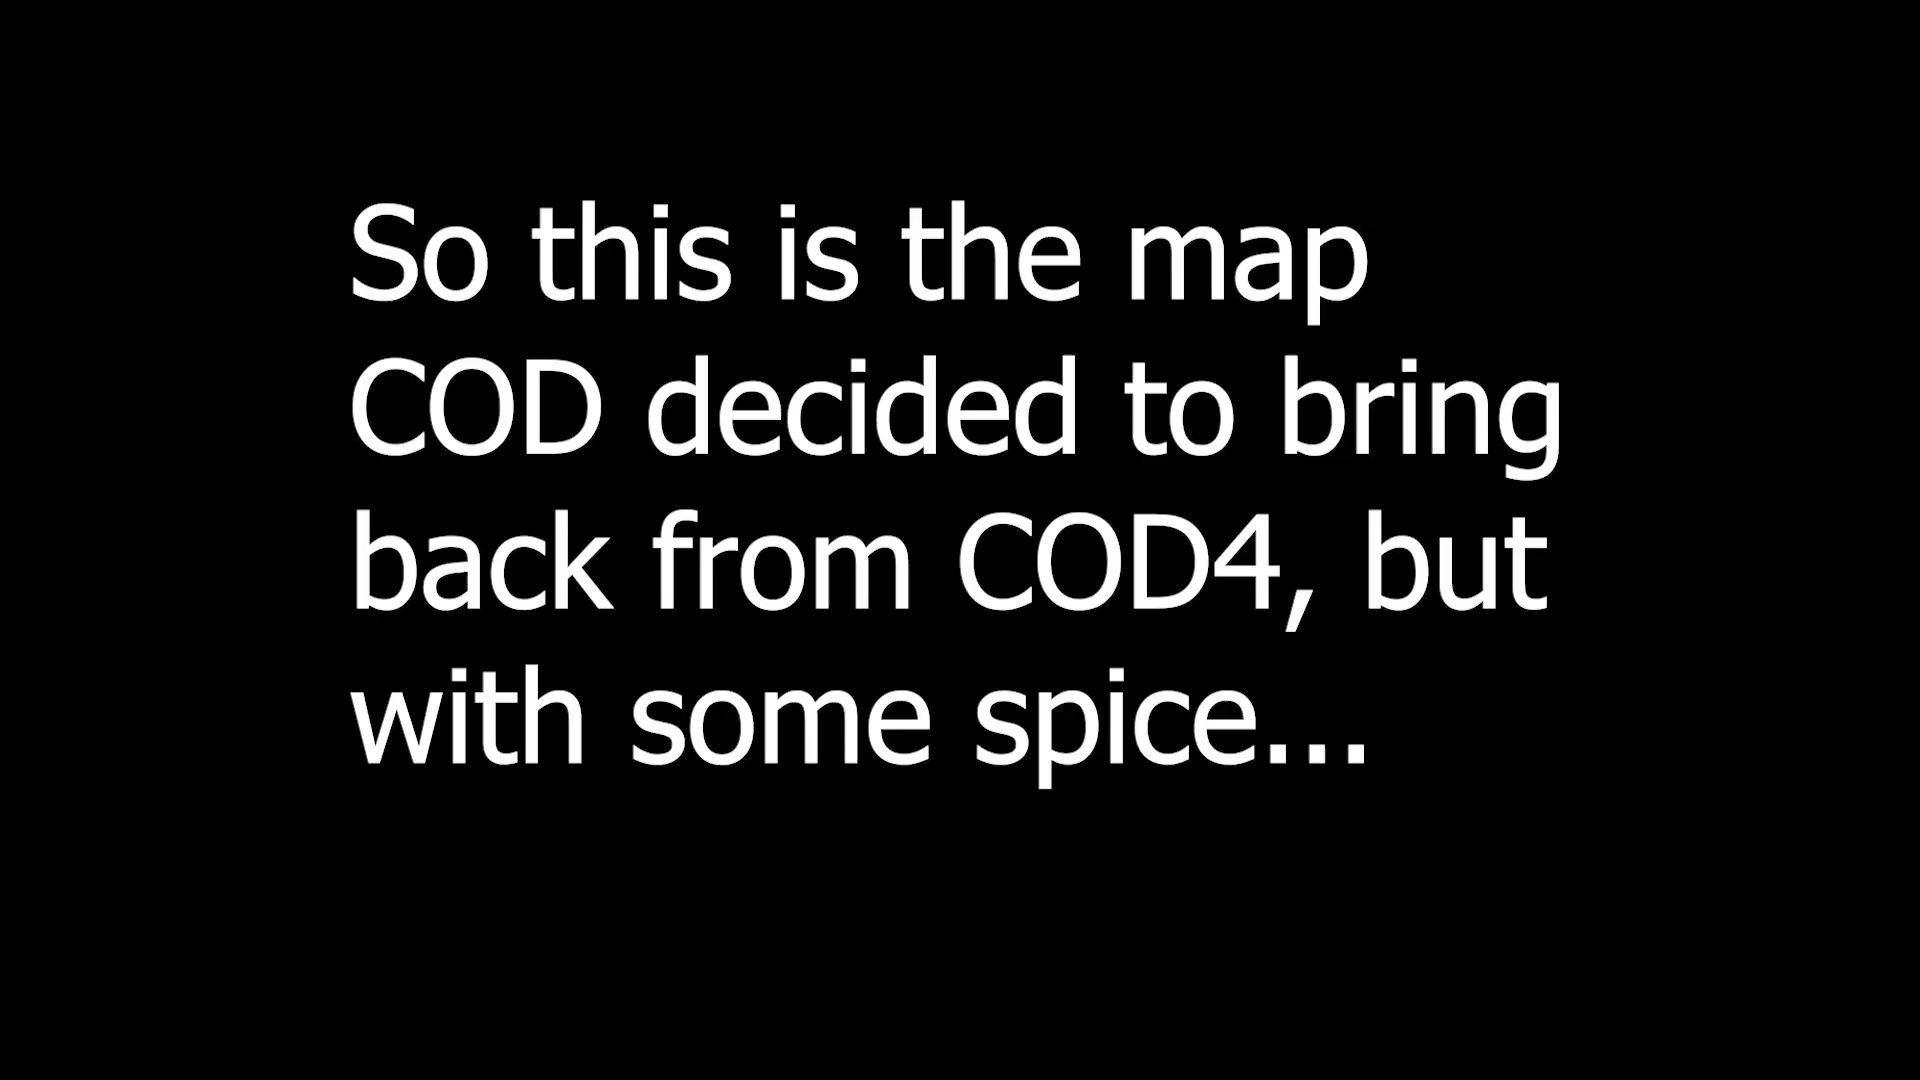 So this is the map
COD decided to bring
back from COD4, but
with some spice...